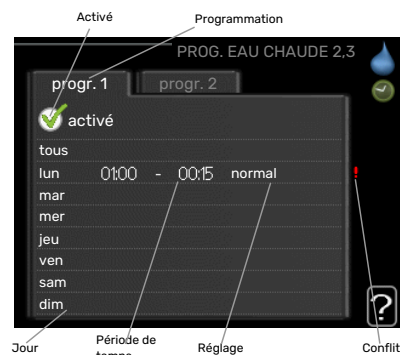 Activé
Programmation
PROG. EAU CHAUDE 2,3
progr. 1
progr. 2
activé
tous
lun 01:00 - 00:15 normal
!
mar
mer
jeu
ven
sam
dim
?
Jour
Période de
temps
Réglage
Conflit